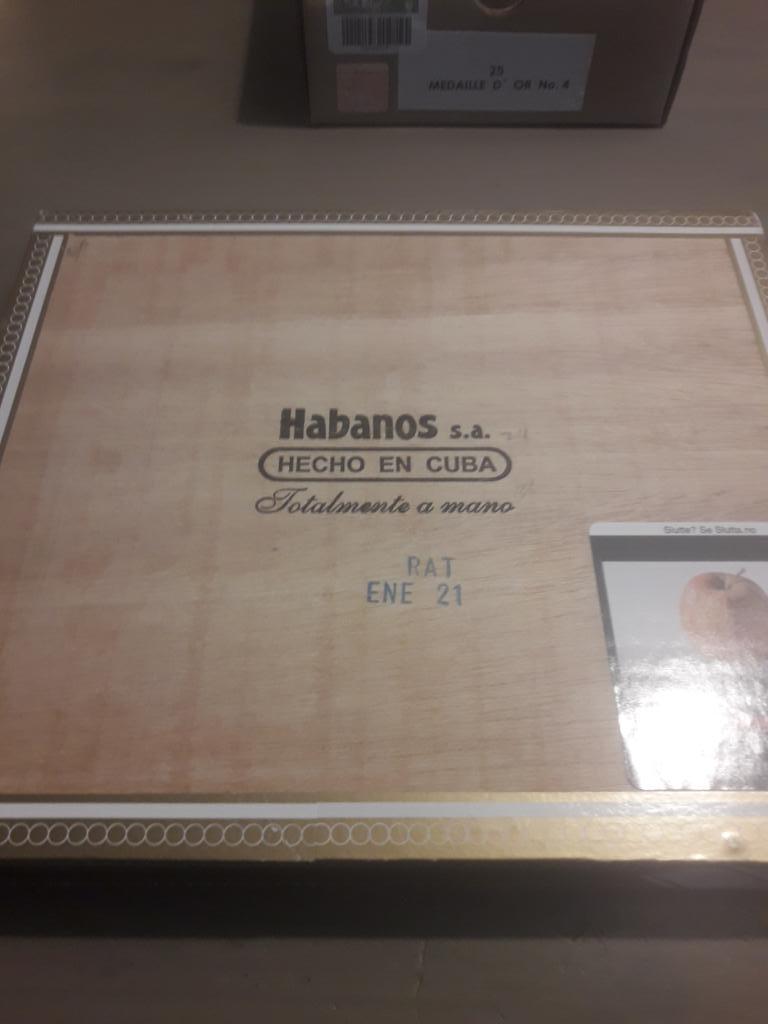 25
MEDAILLE D' OR No. 4
Habanos s.a.
HECHO EN CUBA
Totalmente a mano
RAT
ENE 21
Slutte? Se Slutta.no